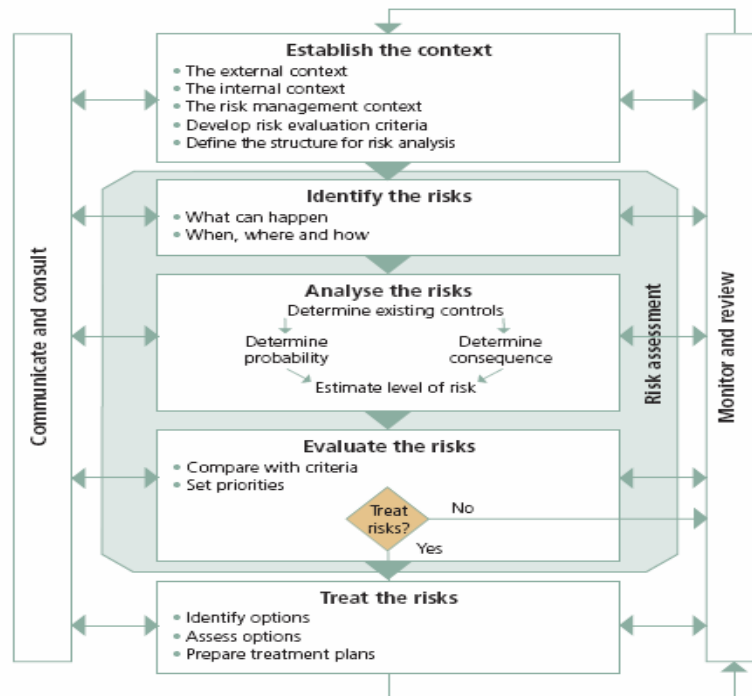 Establish the context
• The external context
• The internal context
• The risk management context
• Develop risk evaluation criteria
• Define the structure for risk analysis
Identify the risks
• What can happen
• When, where and how
Analyse the risks
Determine existing controls
Determine
probability
Determine
consequence
Estimate level of risk
Evaluate the risks
• Compare with criteria
• Set priorities
Treat
risks?
No
Yes
Treat the risks
• Identify options
• Assess options
• Prepare treatment plans
Communicate and consult
Risk assessment
Monitor and review